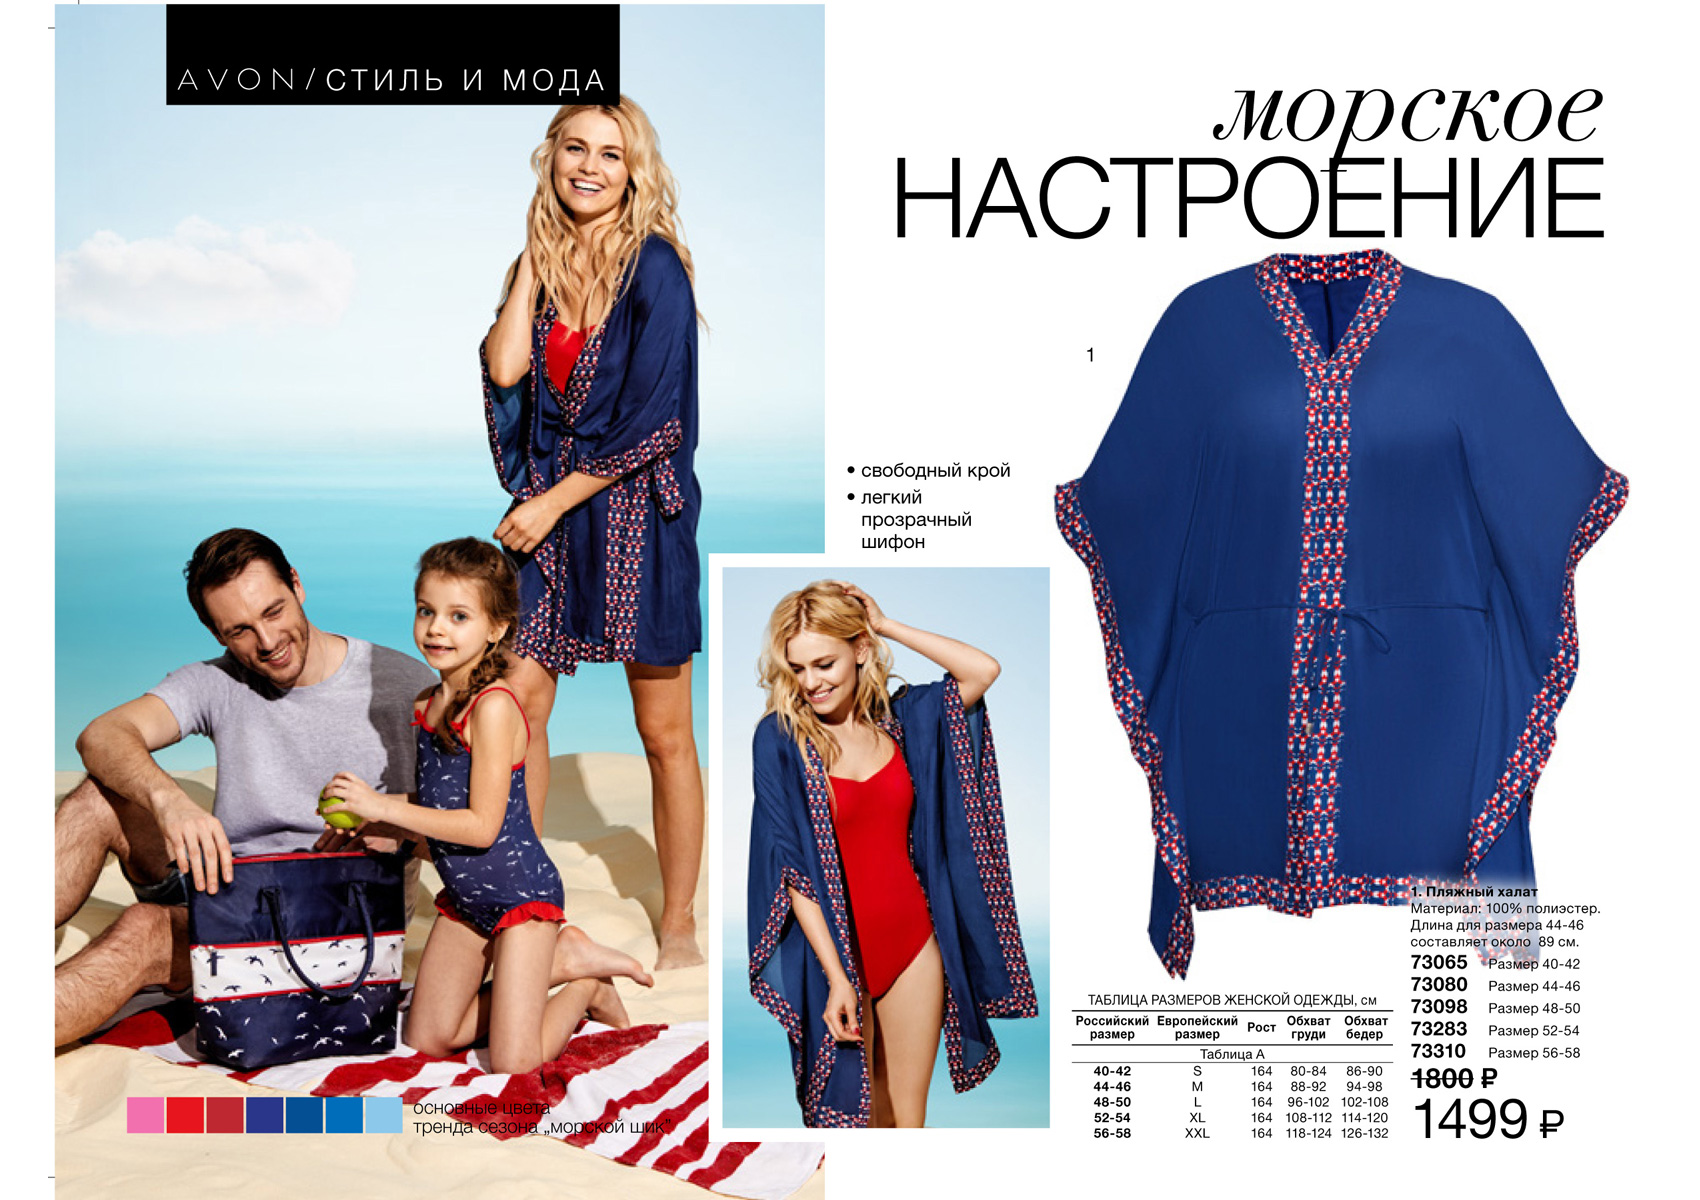 AVON/СТИЛЬ И МОДА
морское
НАСТРОЕНИЕ
1
• свободный крой
• легкий
прозрачный
шифон
основные цвета
тренда сезона „морской шик”
1. Пляжный халат
Материал: 100% полиэстер.
Длина для размера 44-46
составляет около 89 см.
73065 Размер 40-42
73080 Размер 44-46
73098 Размер 48-50
73283 Размер 52-54
73310 Размер 56-58
1800 ₽
1499 ₽
ТАБЛИЦА РАЗМЕРОВ ЖЕНСКОЙ ОДЕЖДЫ, см
Российский Европейский Рост Обхват Обхват
размер размер груди бедер
Таблица А
40-42 S 164 80-84 86-90
44-46 M 164 88-92 94-98
48-50 L 164 96-102 102-108
52-54 XL 164 108-112 114-120
56-58 XXL 164 118-124 126-132